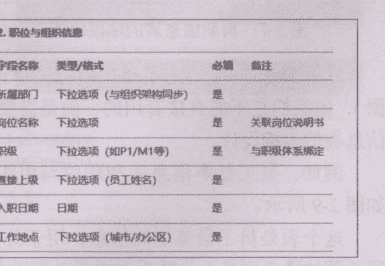 2. 职位与组织信息
字段名称 类型/格式 必填 备注
所属部门 下拉选项（与组织架构同步） 是
岗位名称 下拉选项 是 关联岗位说明书
职级 下拉选项（如P1/M1等） 是 与职级体系绑定
直接上级 下拉选项（员工姓名） 是
入职日期 日期 是
工作地点 下拉选项（城市/办公区） 是